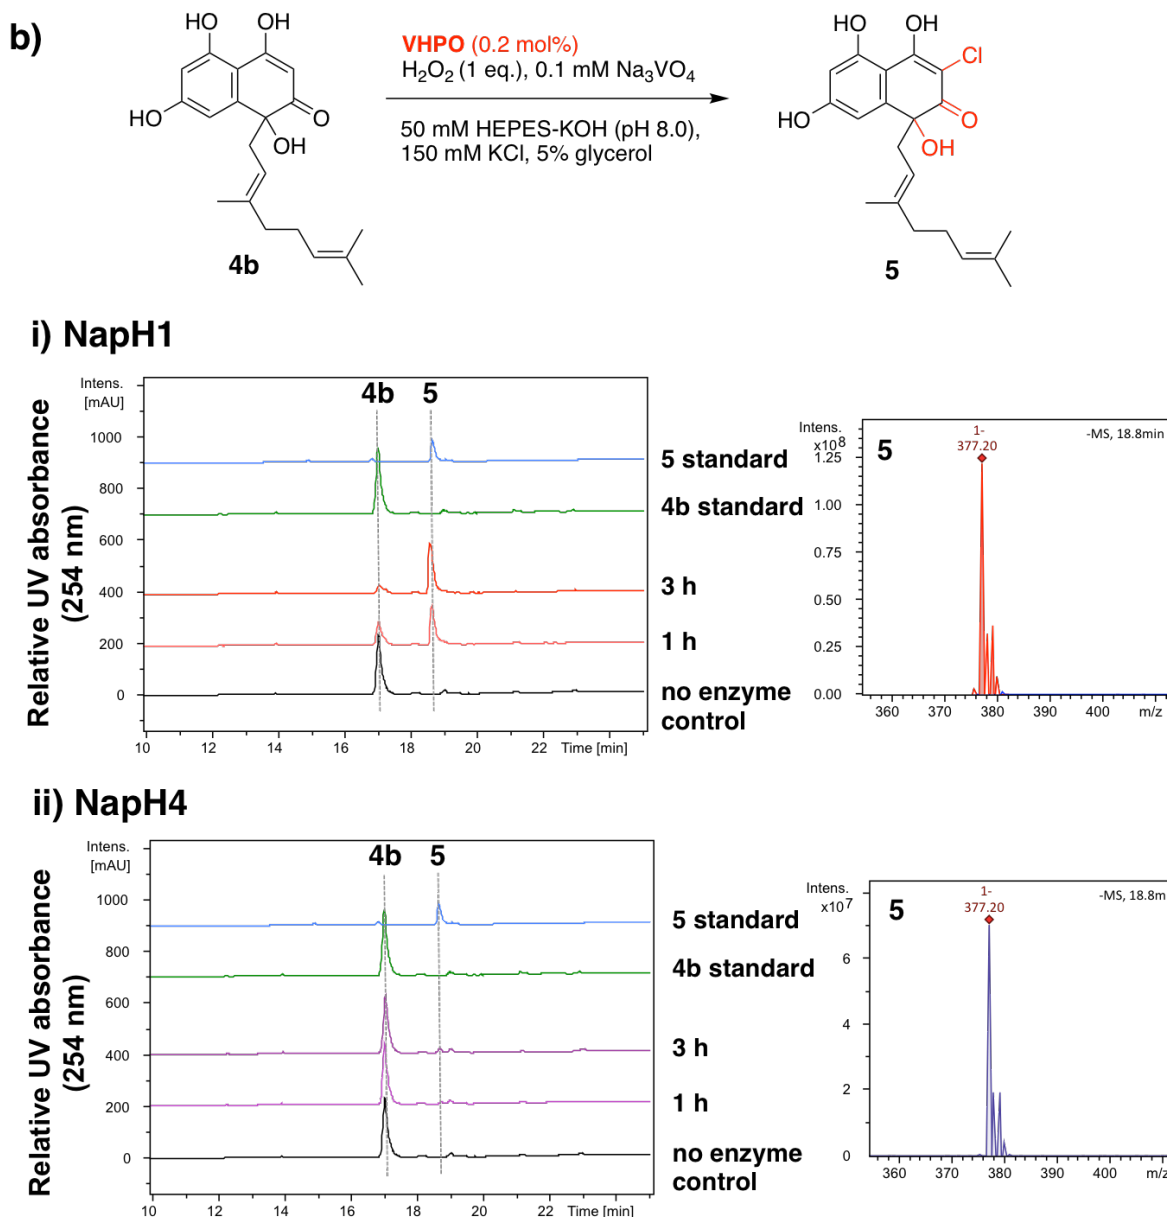 b)
HO OH
HO
O
OH
4b
VHPO (0.2 mol%)
H₂O₂ (1 eq.), 0.1 mM Na₃VO₄
50 mM HEPES-KOH (pH 8.0),
150 mM KCl, 5% glycerol
HO OH
Cl
HO
O
OH
5
i) NapH1
Relative UV absorbance
(254 nm)
Intens.
[mAU]
1000
800
600
400
200
0
4b 5
10 12 14 16 18 20 22 Time [min]
5 standard
4b standard
3 h
1 h
no enzyme
control
Intens.
x10⁸
1.25
1.00
0.75
0.50
0.25
0.00
5
1-
377.20
-MS, 18.8min
360 370 380 390 400 m/z
ii) NapH4
Relative UV absorbance
(254 nm)
Intens.
[mAU]
1000
800
600
400
200
0
4b 5
10 12 14 16 18 20 22 Time [min]
5 standard
4b standard
3 h
1 h
no enzyme
control
Intens.
x10⁷
6
4
2
0
5
1-
377.20
-MS, 18.8m
360 370 380 390 400 m/z